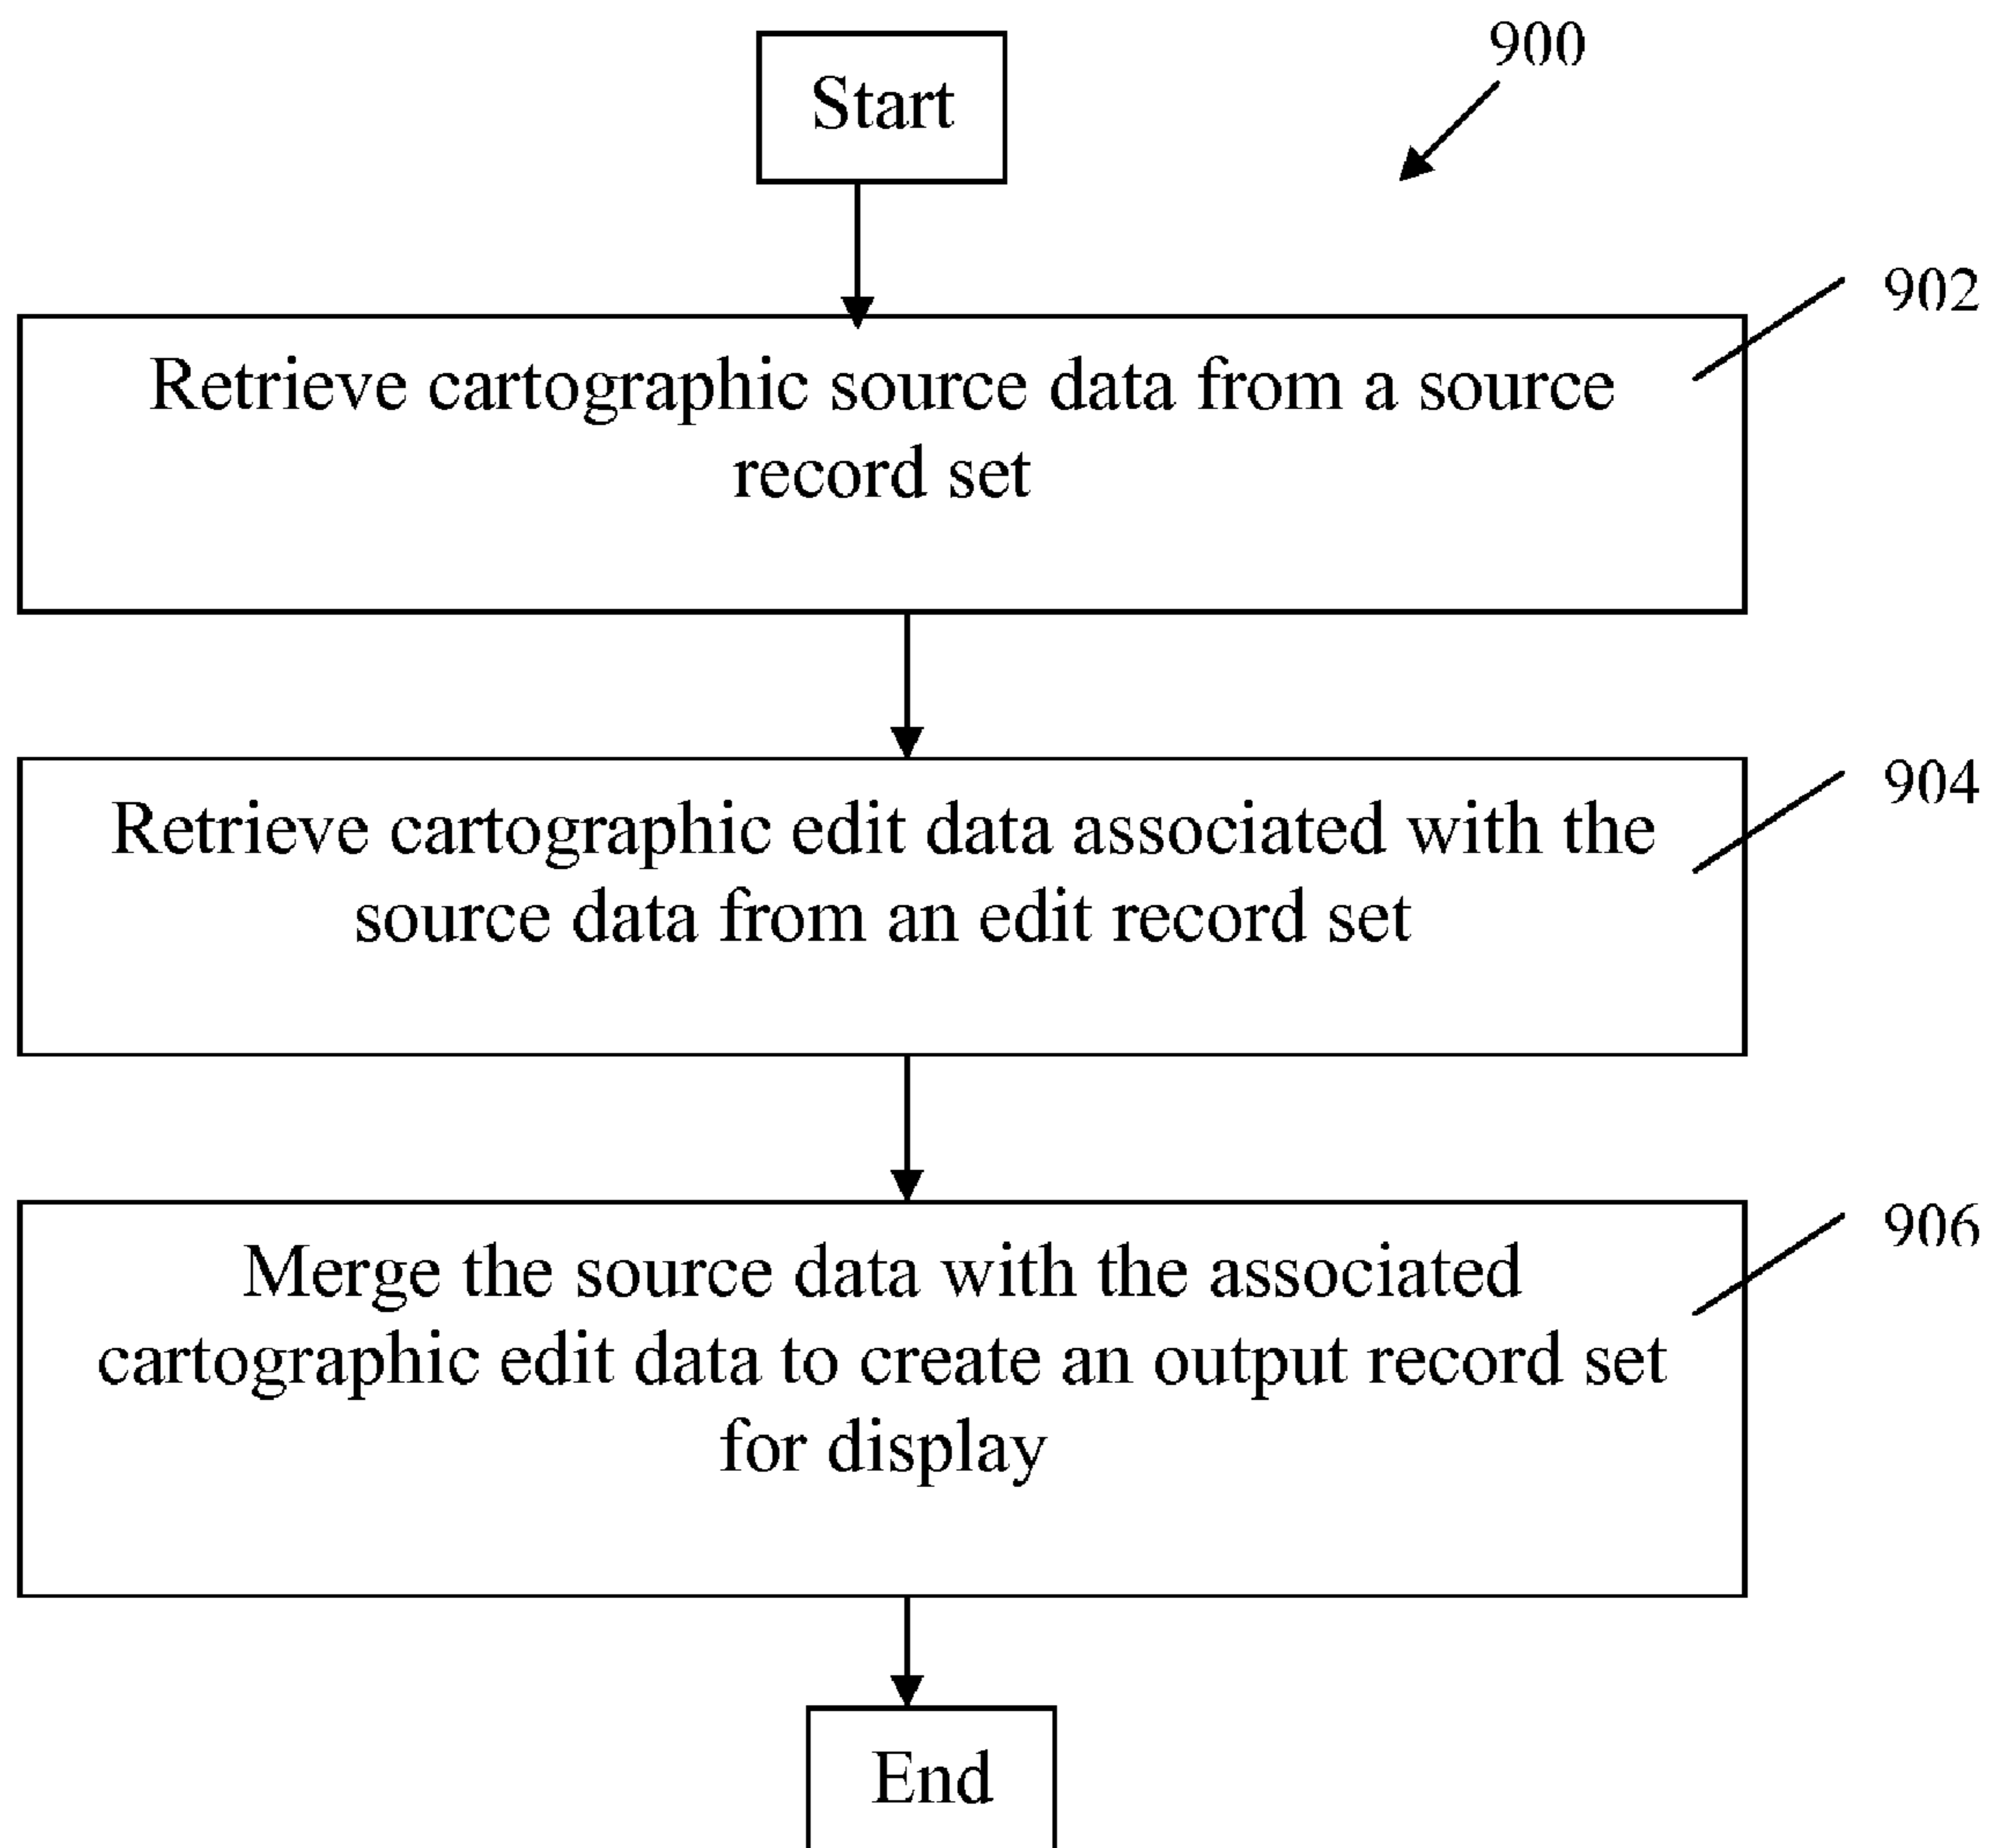 900
Start
902
Retrieve cartographic source data from a source
record set
904
Retrieve cartographic edit data associated with the
source data from an edit record set
906
Merge the source data with the associated
cartographic edit data to create an output record set
for display
End